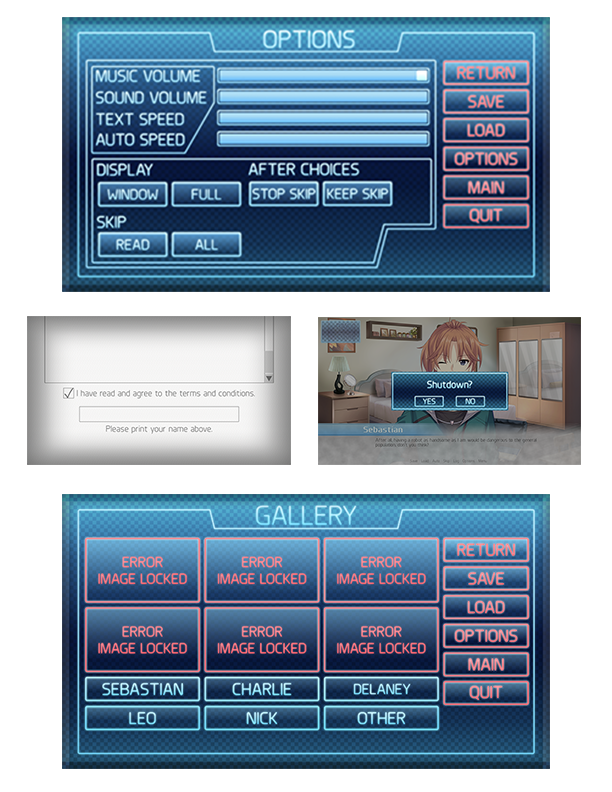 OPTIONS
MUSIC VOLUME
SOUND VOLUME
TEXT SPEED
AUTO SPEED
DISPLAY
AFTER CHOICES
WINDOW
FULL
STOP SKIP
KEEP SKIP
SKIP
READ
ALL
RETURN
SAVE
LOAD
OPTIONS
MAIN
QUIT
I have read and agree to the terms and conditions.
Please print your name above.
Shutdown?
YES
NO
Sebastian
GALLERY
ERROR
IMAGE LOCKED
ERROR
IMAGE LOCKED
ERROR
IMAGE LOCKED
ERROR
IMAGE LOCKED
ERROR
IMAGE LOCKED
ERROR
IMAGE LOCKED
SEBASTIAN
CHARLIE
DELANEY
LEO
NICK
OTHER
RETURN
SAVE
LOAD
OPTIONS
MAIN
QUIT